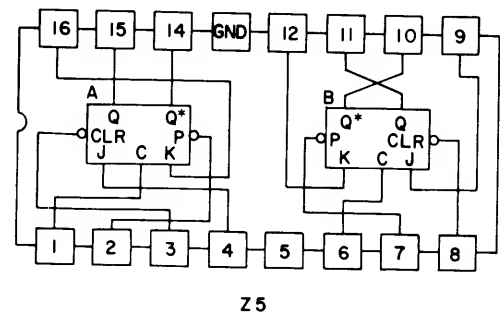 16 15 14 GND 12 11 10 9
A B
Q Q* Q* Q
CLR P P CLR
J C K K C J
1 2 3 4 5 6 7 8
Z5